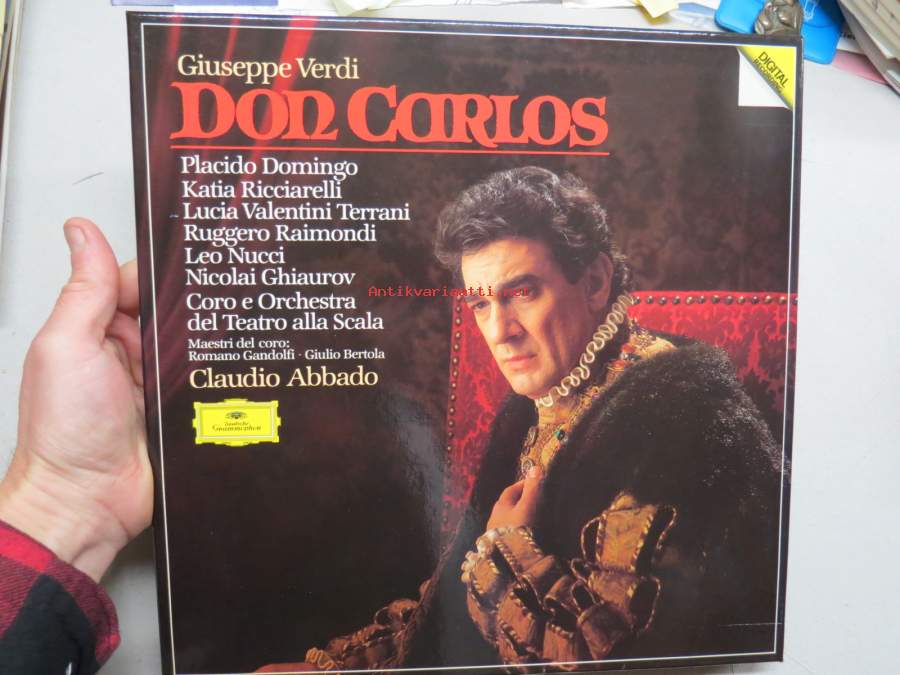 Giuseppe Verdi
DIGITAL
RECORDING
DON CARLOS
Placido Domingo
Katia Ricciarelli
Lucia Valentini Terrani
Ruggero Raimondi
Leo Nucci
Nicolai Ghiaurov
Antikvariaatti.net
Coro e Orchestra
del Teatro alla Scala
Maestri del coro:
Romano Gandolfi · Giulio Bertola
Claudio Abbado
Deutsche
Grammophon